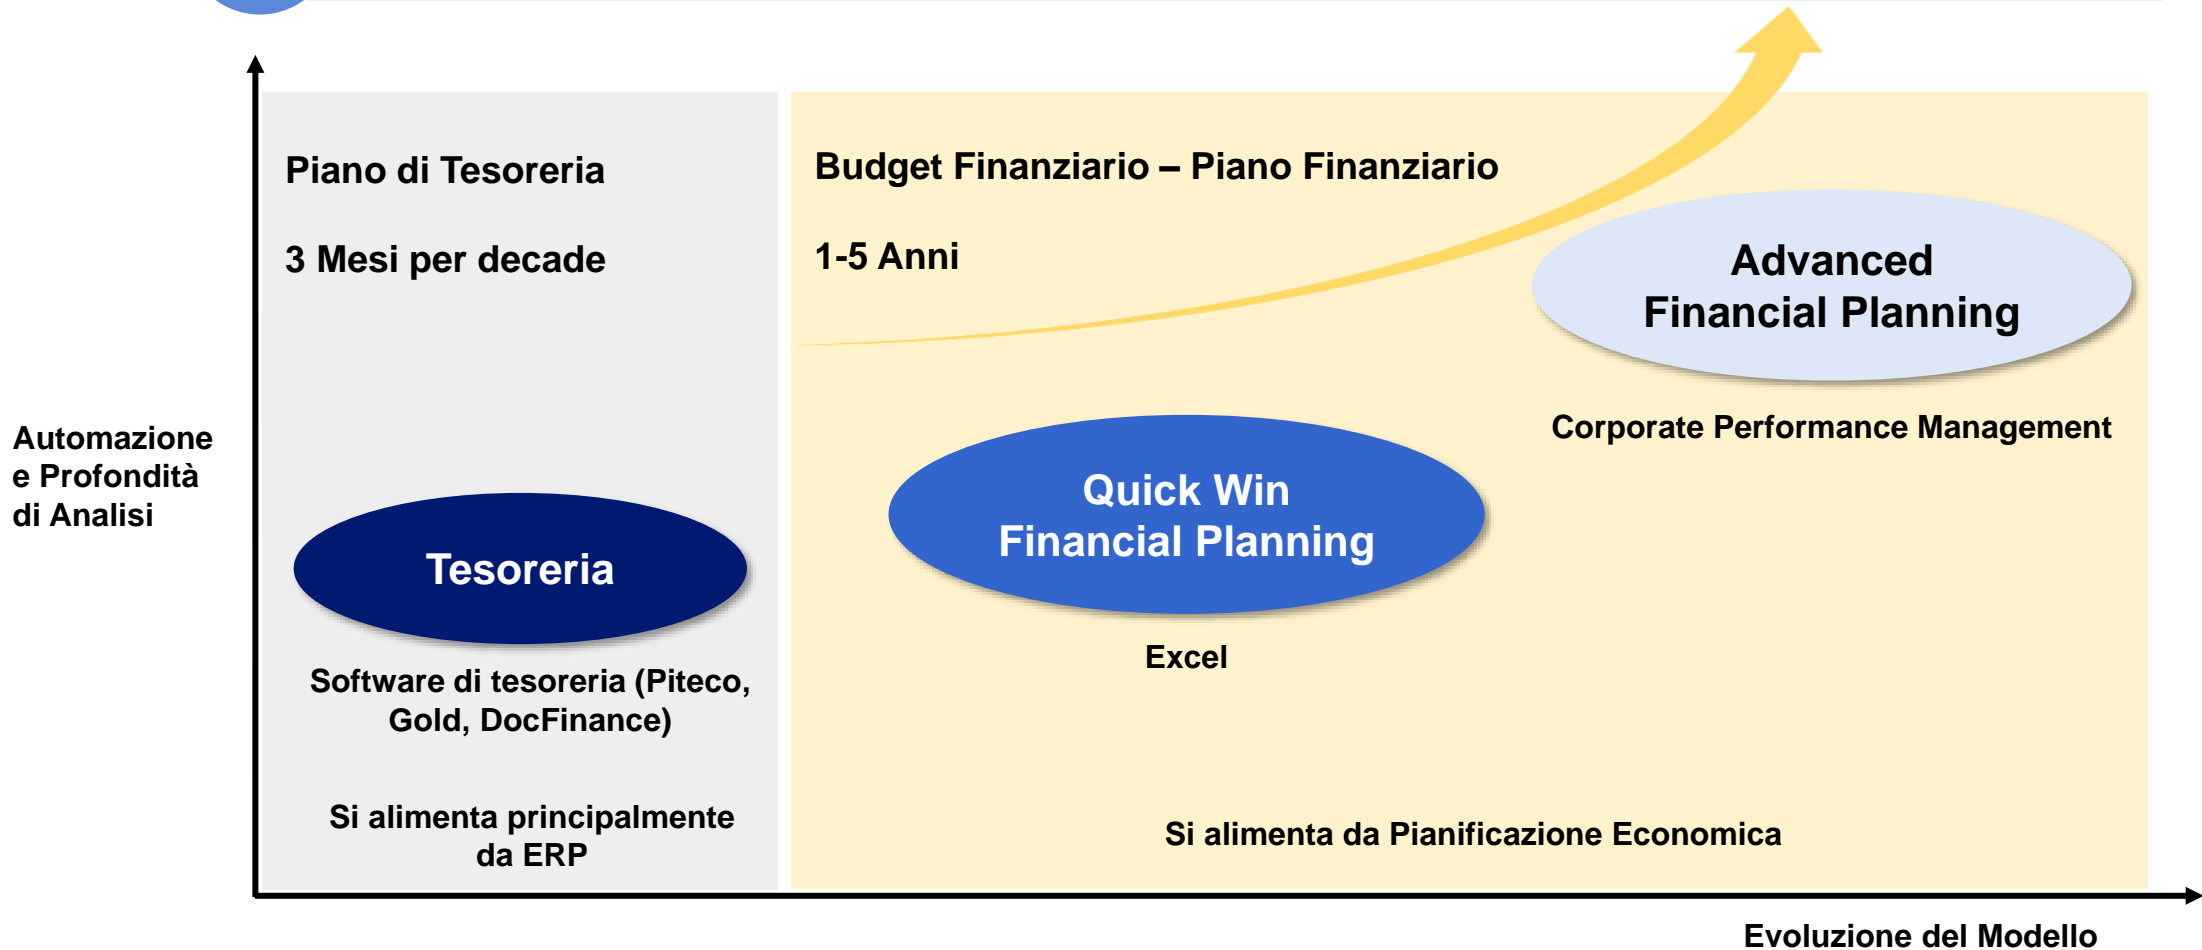 Piano di Tesoreria
3 Mesi per decade
Budget Finanziario – Piano Finanziario
1-5 Anni
Advanced
Financial Planning
Corporate Performance Management
Automazione
e Profondità
di Analisi
Quick Win
Financial Planning
Excel
Tesoreria
Software di tesoreria (Piteco,
Gold, DocFinance)
Si alimenta principalmente
da ERP
Si alimenta da Pianificazione Economica
Evoluzione del Modello